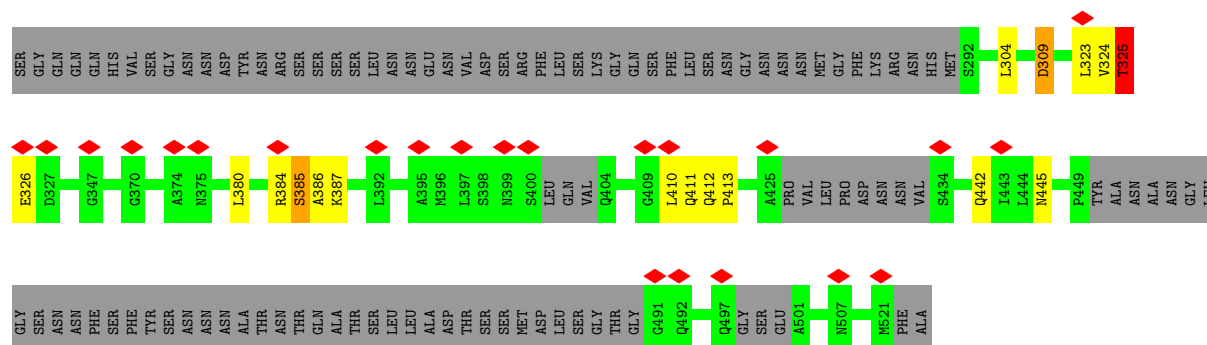 SER GLY GLN GLN GLN HIS VAL SER GLY ASN ASN ASP TYR ASN ARG SER SER SER SER LEU ASN ASN GLU ASN VAL ASP SER ARG PHE LEU SER LYS GLY GLN SER PHE LEU SER ASN GLY ASN ASN ASN MET GLY PHE LYS ARG ASN HIS MET S292 L304 D309 L323 V324 T325
E326 D327 G347 G370 A374 N375 L380 R384 S385 A386 K387 L392 A395 M396 L397 S398 N399 S400 LEU GLN VAL Q404 G409 L410 Q411 Q412 P413 A425 PRO VAL LEU PRO ASP ASN ASN VAL S434 Q442 I443 L444 N445 P449 TYR ALA ASN ALA ASN GLY LEU
GLY SER ASN ASN PHE SER PHE TYR SER ASN ASN ASN ALA THR ASN THR GLN ALA THR SER LEU LEU ALA ASP THR SER SER MET ASP LEU SER GLY THR GLY G491 Q492 Q497 GLY SER GLU A501 N507 M521 PHE ALA